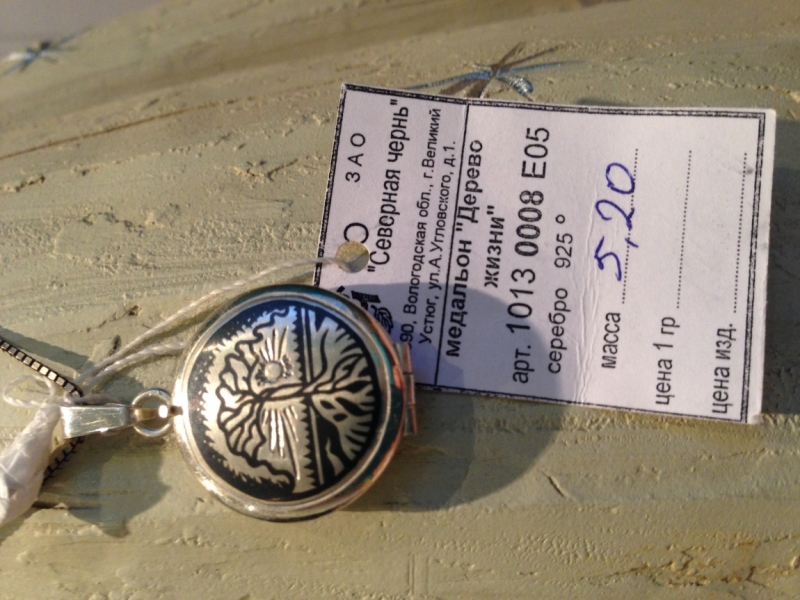 ЗАО
"Северная чернь"
90, Вологодская обл., г.Великий
Устюг, ул.А.Угловского, д.1.
медальон "Дерево
жизни"
арт. 1013 0008 Е05
серебро 925°
масса 5,20
цена 1 гр
цена изд.